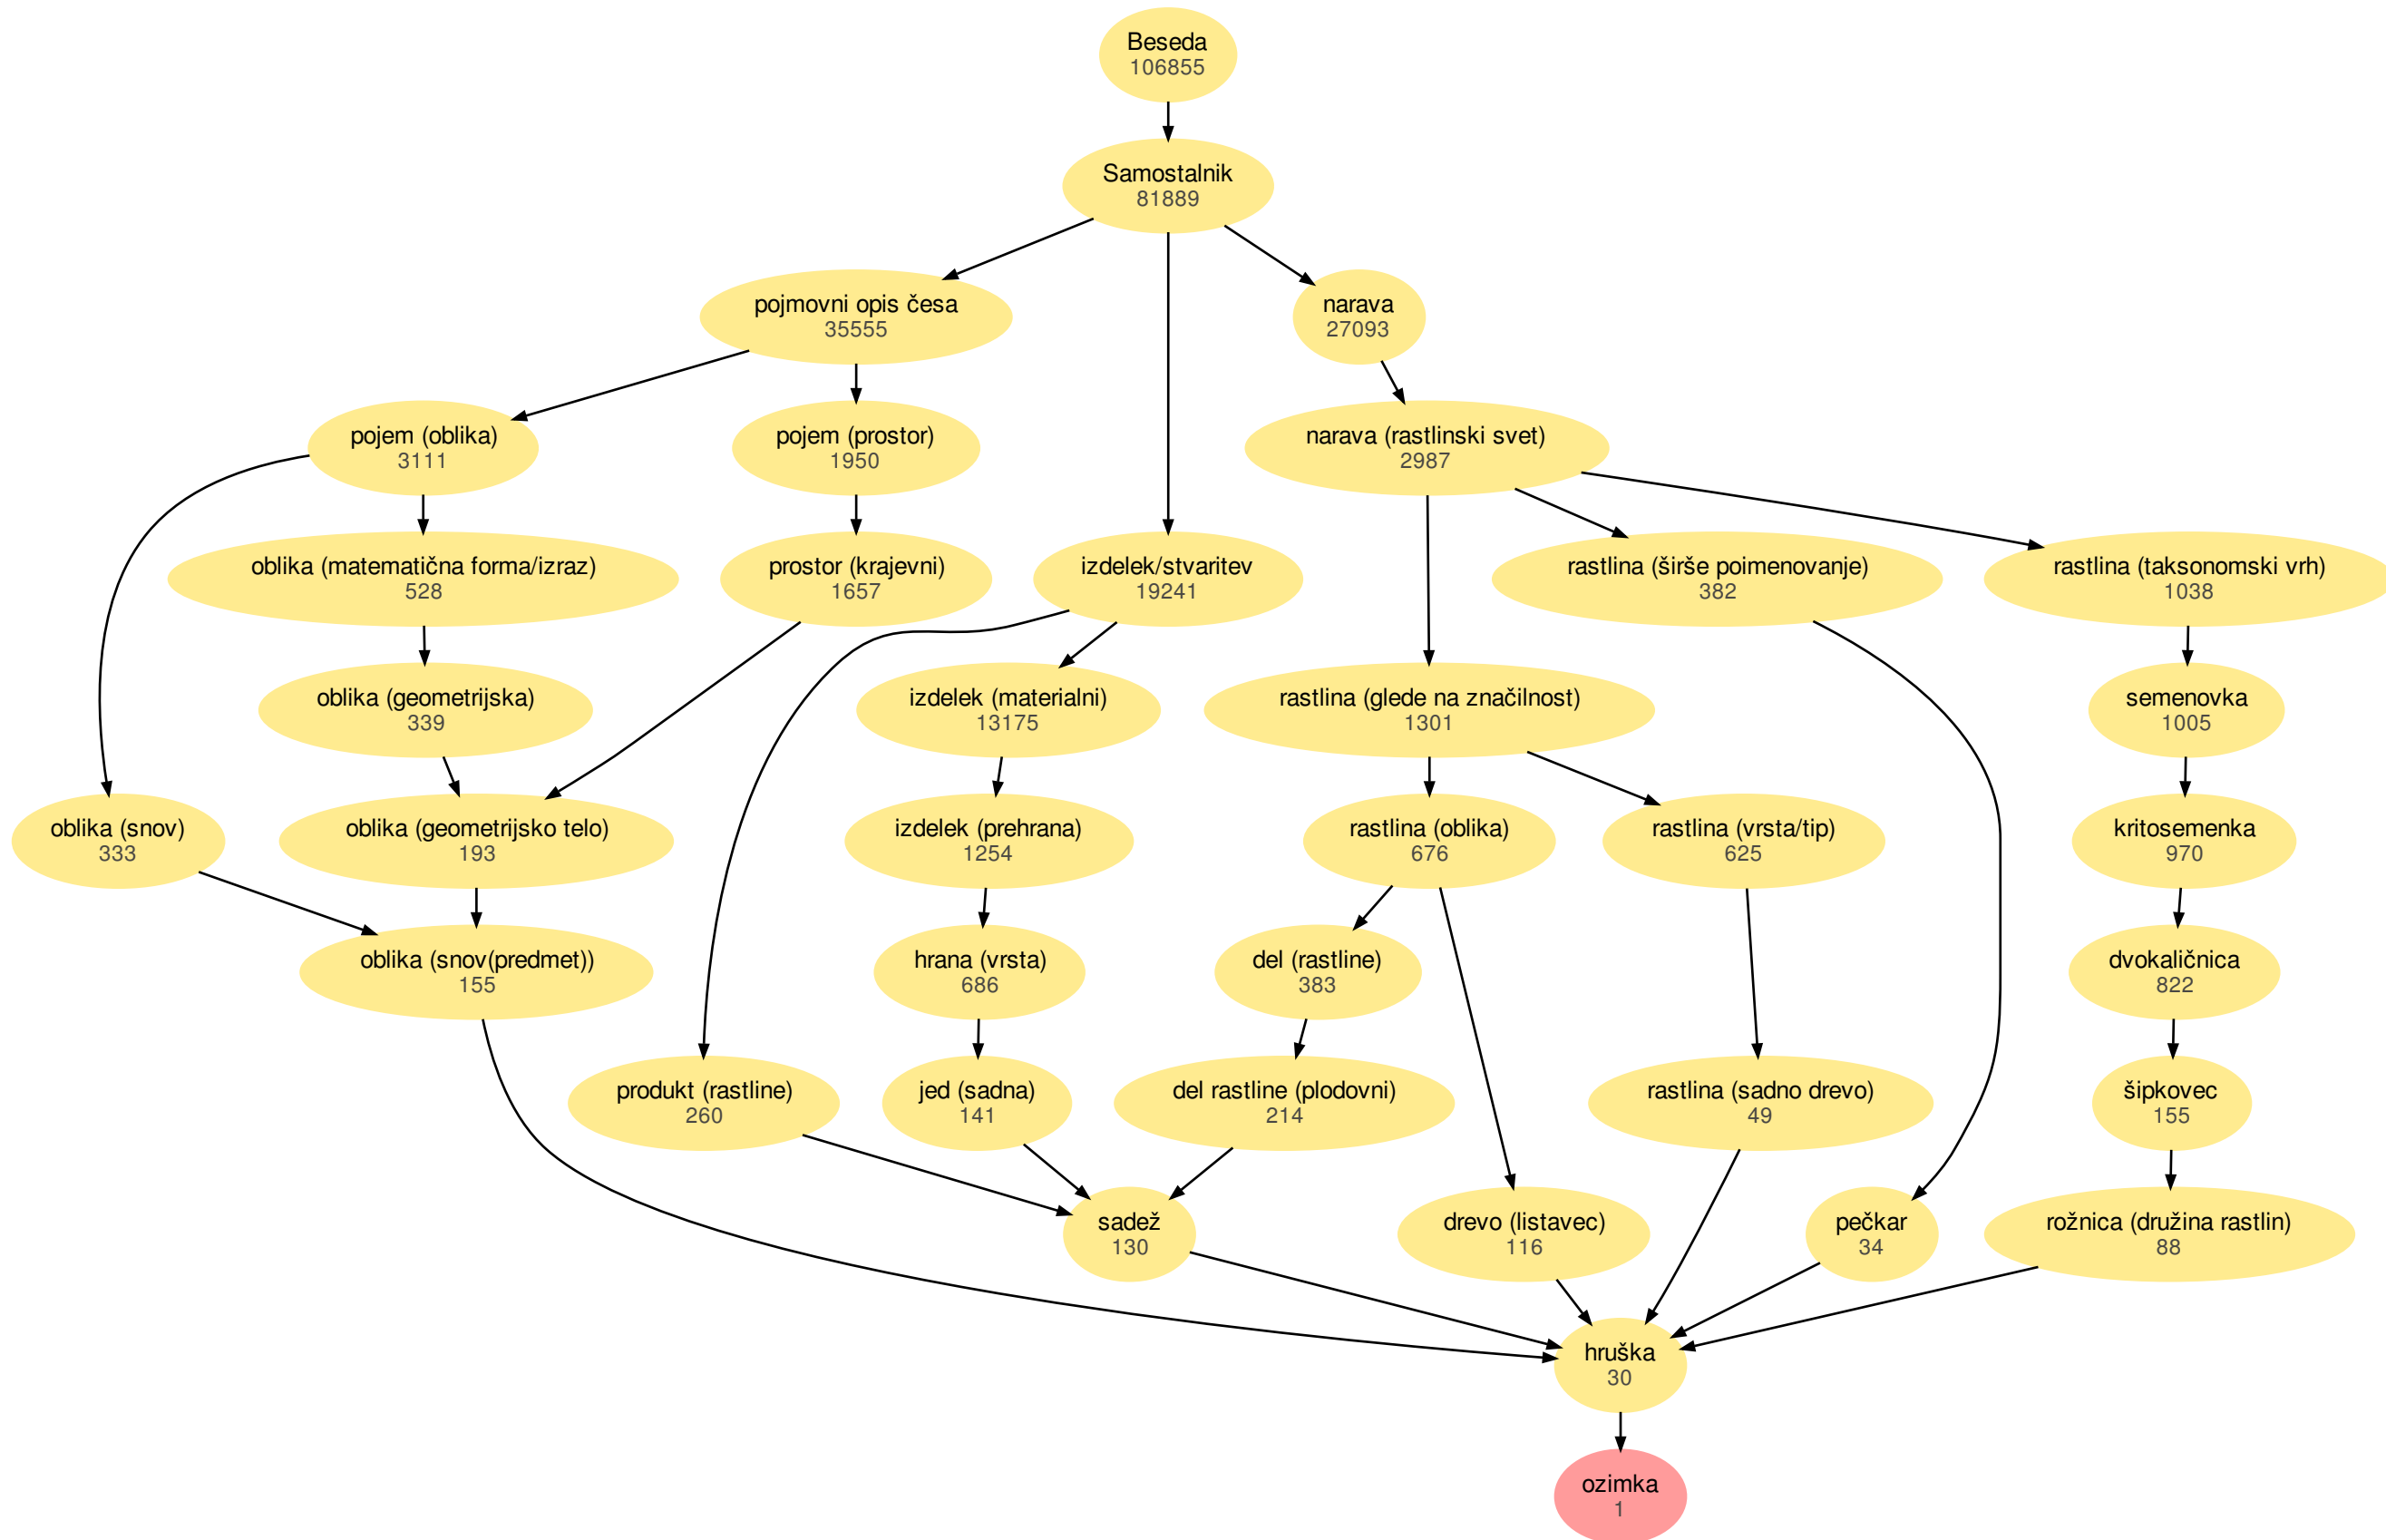 Beseda
106855
Samostalnik
81889
pojmovni opis česa
35555
narava
27093
pojem (oblika)
3111
pojem (prostor)
1950
narava (rastlinski svet)
2987
oblika (matematična forma/izraz)
528
prostor (krajevni)
1657
izdelek/stvaritev
19241
rastlina (širše poimenovanje)
382
rastlina (taksonomski vrh)
1038
oblika (geometrijska)
339
izdelek (materialni)
13175
rastlina (glede na značilnost)
1301
semenovka
1005
oblika (snov)
333
oblika (geometrijsko telo)
193
izdelek (prehrana)
1254
rastlina (oblika)
676
rastlina (vrsta/tip)
625
kritosemenka
970
oblika (snov(predmet))
155
hrana (vrsta)
686
del (rastline)
383
dvokaličnica
822
produkt (rastline)
260
jed (sadna)
141
del rastline (plodovni)
214
rastlina (sadno drevo)
49
šipkovec
155
sadež
130
drevo (listavec)
116
pečkar
34
rožnica (družina rastlin)
88
hruška
30
ozimka
1